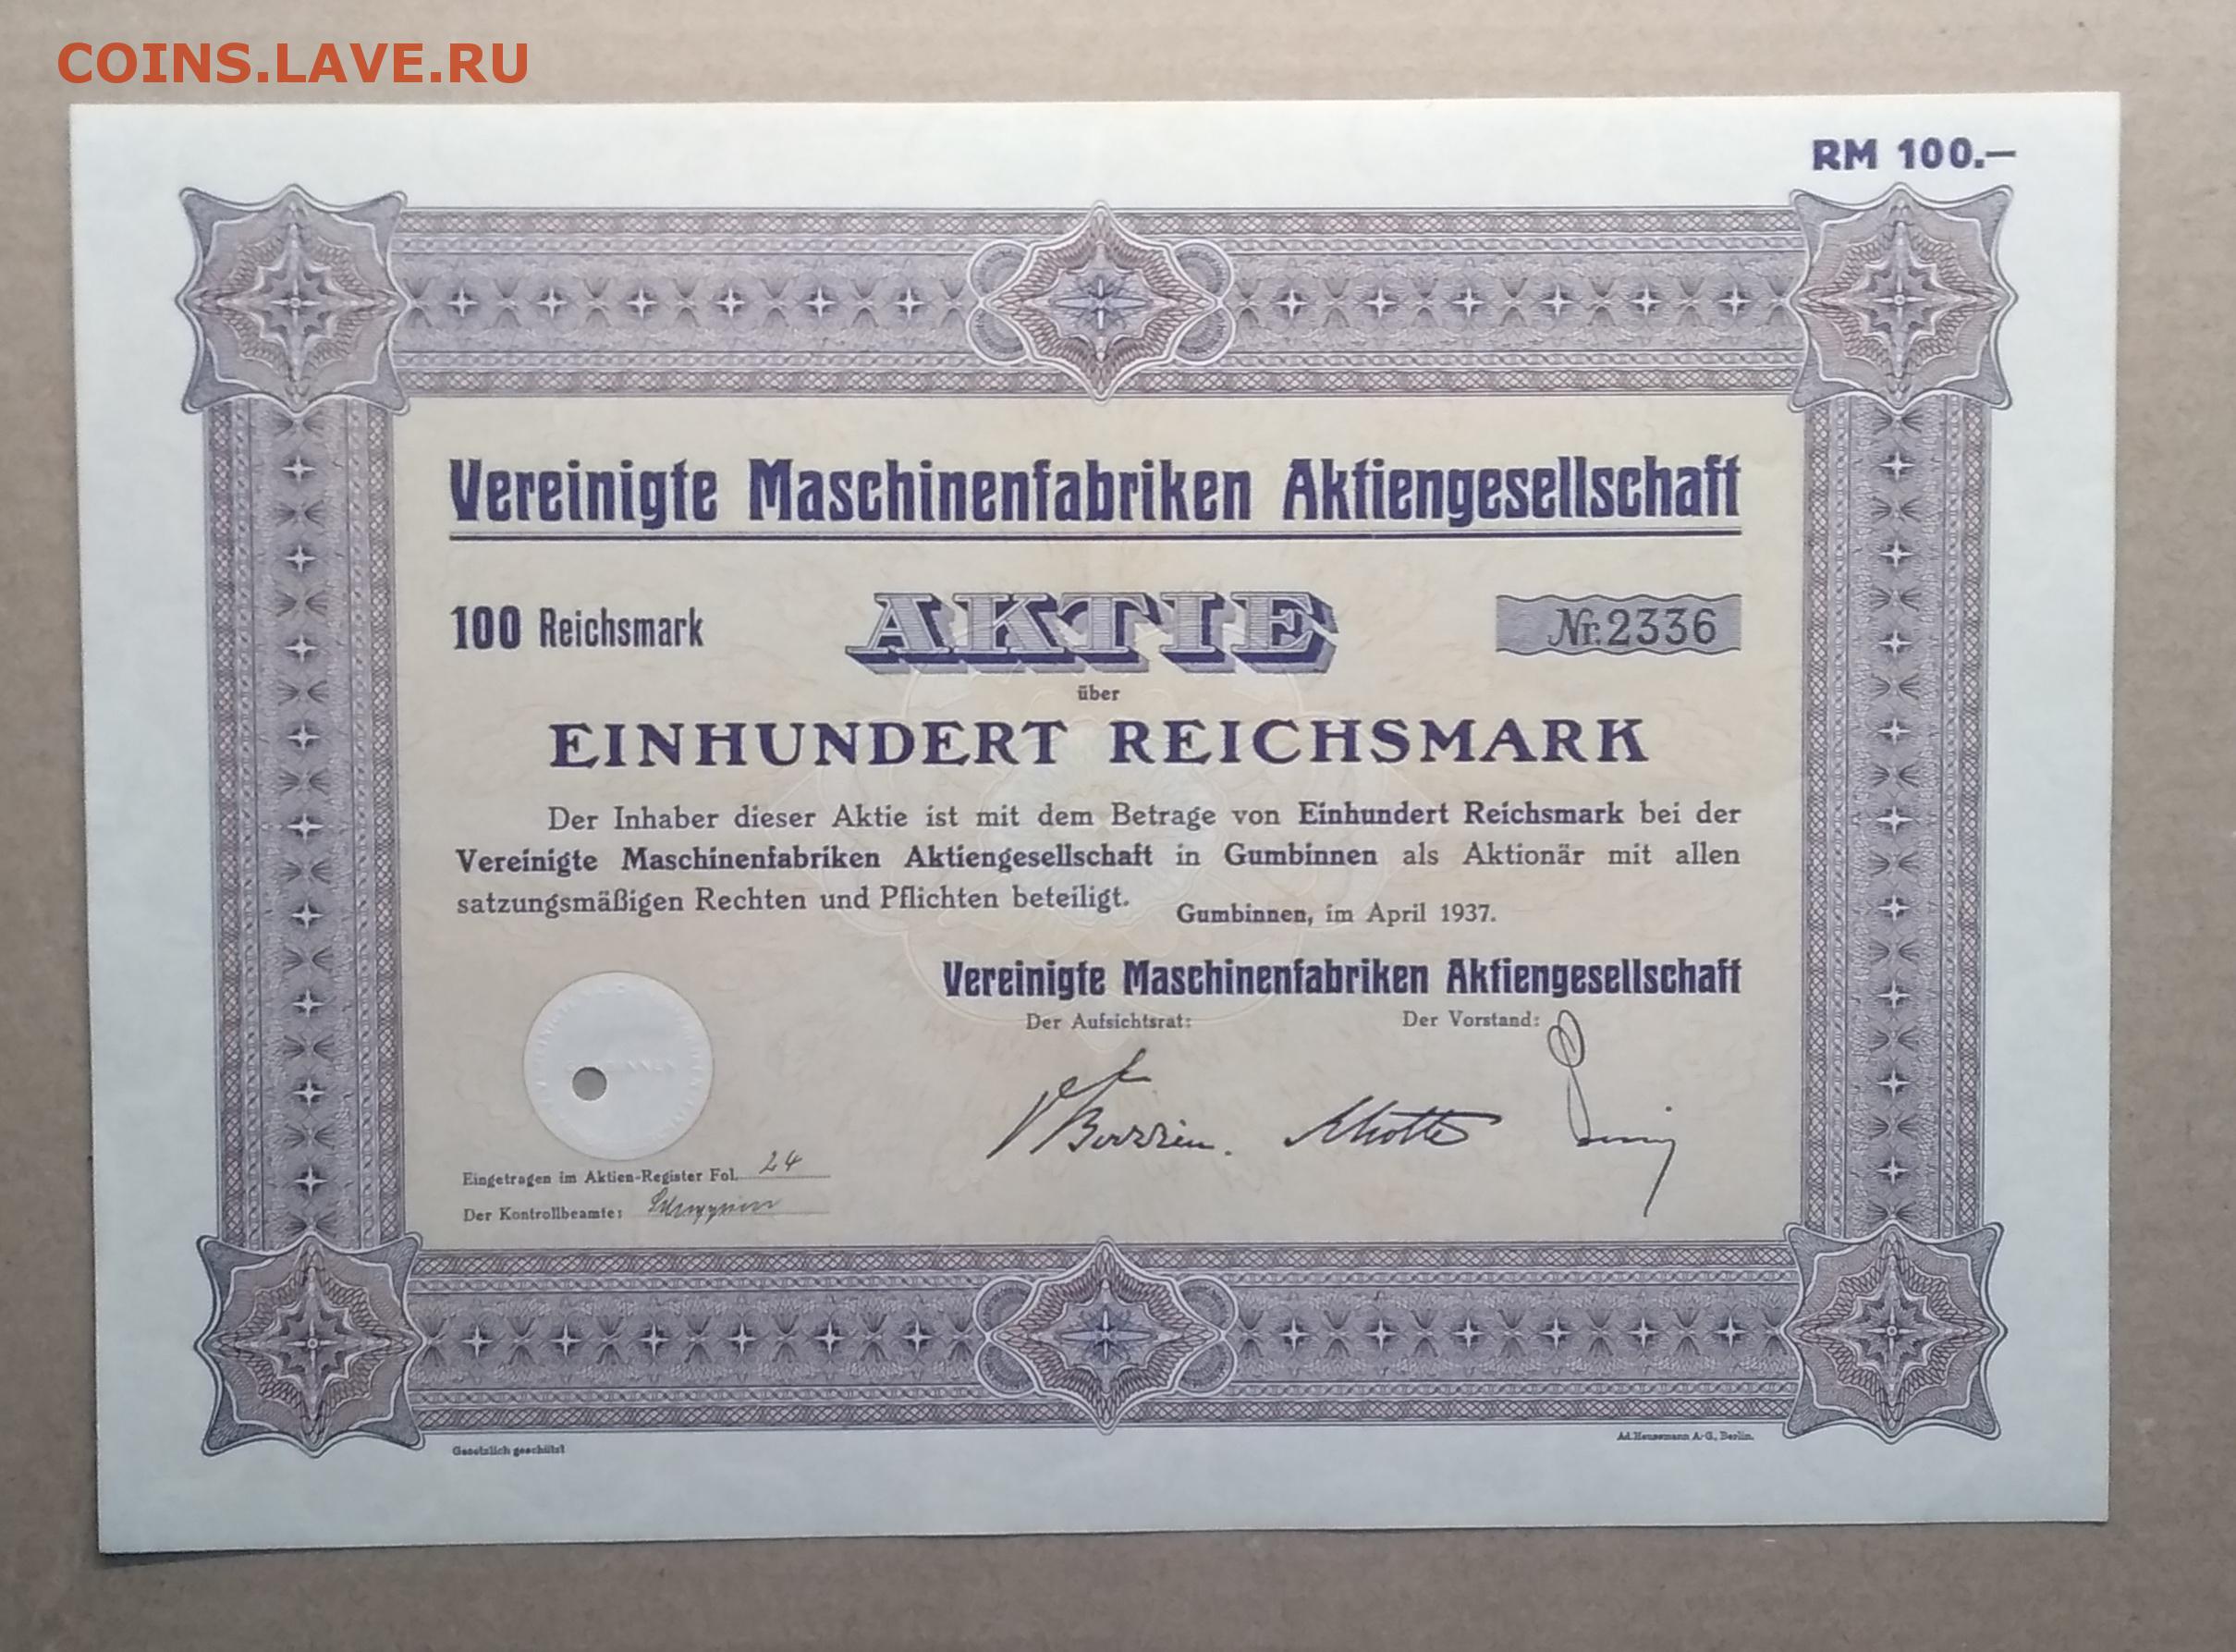 COINS.LAVE.RU
RM 100.—
Vereinigte Maschinenfabriken Aktiengesellschaft
100 Reichsmark AKTIE Nr. 2336
über
EINHUNDERT REICHSMARK
Der Inhaber dieser Aktie ist mit dem Betrage von Einhundert Reichsmark bei der
Vereinigte Maschinenfabriken Aktiengesellschaft in Gumbinnen als Aktionär mit allen
satzungsmäßigen Rechten und Pflichten beteiligt.
Gumbinnen, im April 1937.
Vereinigte Maschinenfabriken Aktiengesellschaft
Der Aufsichtsrat: Der Vorstand:
Eingetragen im Aktien-Register Fol. 24
Der Kontrollbeamte:
Gesetzlich geschützt
Ad. Heussmann A.-G., Berlin.